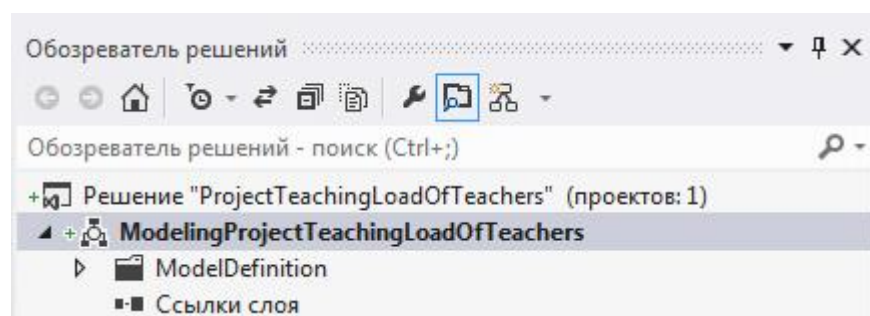 Обозреватель решений
Обозреватель решений - поиск (Ctrl+;)
Решение "ProjectTeachingLoadOfTeachers" (проектов: 1)
ModelingProjectTeachingLoadOfTeachers
ModelDefinition
Ссылки слоя